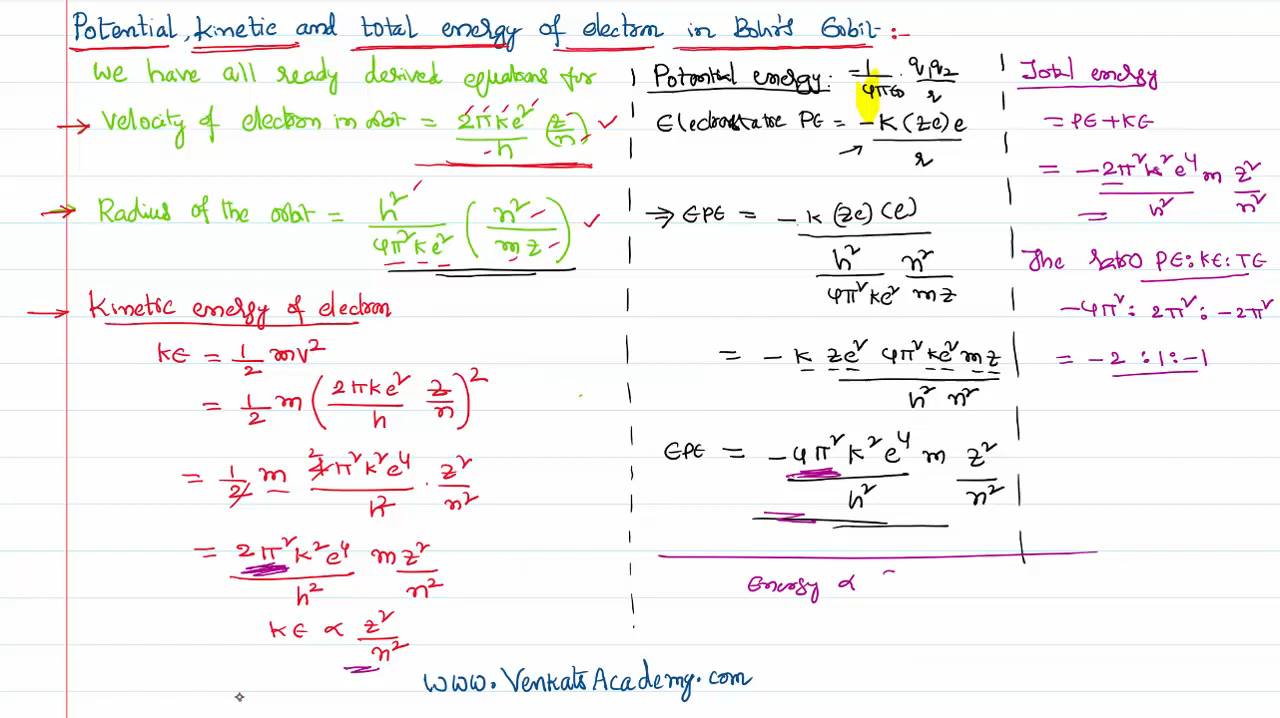 Potential, kinetic and total energy of electron in Bohr's Orbit :-
We have all ready derived equations for
→ Velocity of electron in orbit = 2πke²/h (z/n) ✓
→ Radius of the orbit = h²/4π²ke² (n²/mz) ✓
→ Kinetic energy of electron
KE = 1/2 mv²
= 1/2 m (2πke²/h z/n)²
= 1/2 m 4π²k²e⁴/h² · z²/n²
2
= 2π²k²e⁴/h² mz²/n²
KE ∝ z²/n²
Potential energy: = 1/4π∈₀ · q₁q₂/r
Electrostatic PE = -K(Ze)e/r
→
⇒ EPE = -k(Ze)(e) / h²/4π²ke² n²/mz
= -k ze² 4π²ke²mz / h² n²
EPE = -4π²k²e⁴/h² m z²/n²
Energy ∝
Total energy
= PE+KE
= -2π²k²e⁴/h² m z²/n²
The ratio PE:KE:TE
-4π² : 2π² : -2π²
= -2 : 1 : -1
www.VenkatsAcademy.com